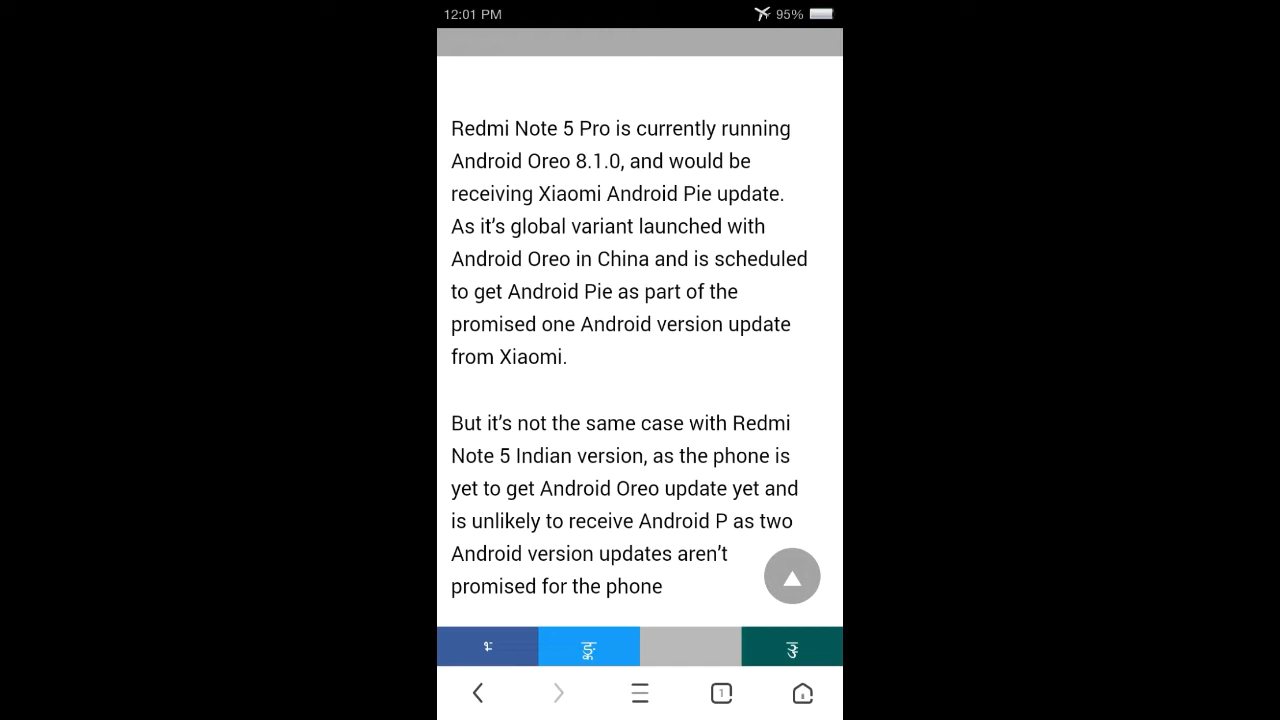 12:01 PM
95%
Redmi Note 5 Pro is currently running
Android Oreo 8.1.0, and would be
receiving Xiaomi Android Pie update.
As it’s global variant launched with
Android Oreo in China and is scheduled
to get Android Pie as part of the
promised one Android version update
from Xiaomi.
But it’s not the same case with Redmi
Note 5 Indian version, as the phone is
yet to get Android Oreo update yet and
is unlikely to receive Android P as two
Android version updates aren’t
promised for the phone
1